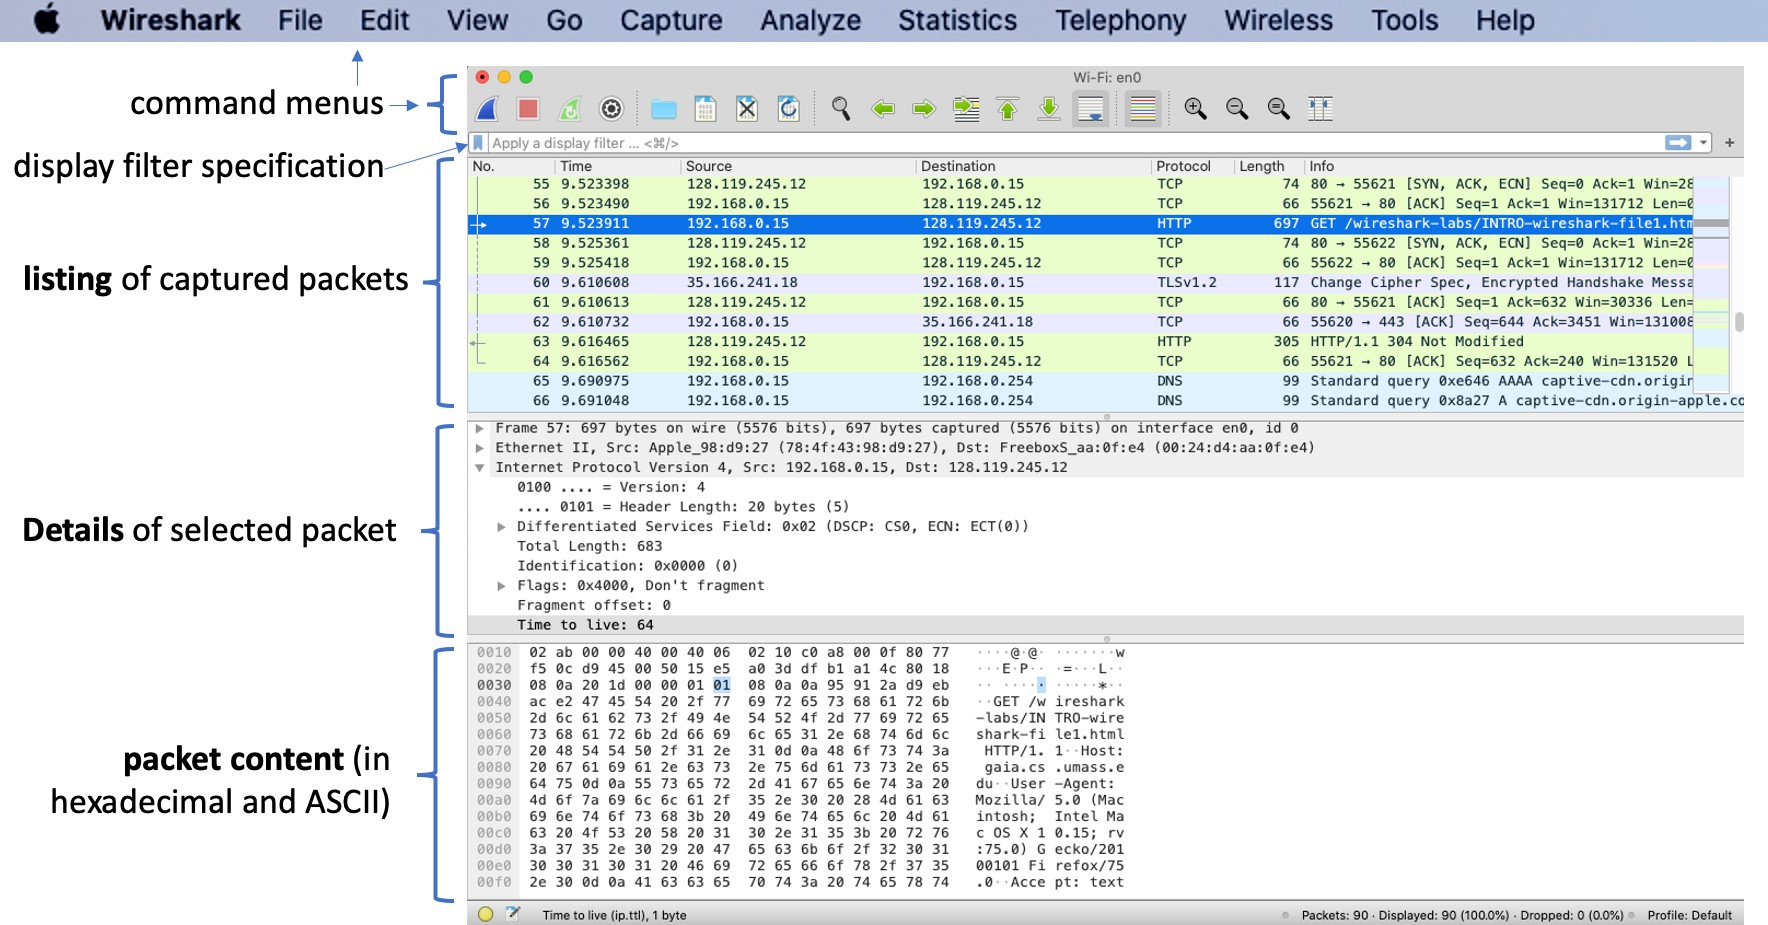 Wireshark File Edit View Go Capture Analyze Statistics Telephony Wireless Tools Help
command menus
Wi-Fi: en0
display filter specification
Apply a display filter ... <⌘/>
No. Time Source Destination Protocol Length Info
55 9.523398 128.119.245.12 192.168.0.15 TCP 74 80 → 55621 [SYN, ACK, ECN] Seq=0 Ack=1 Win=28
56 9.523490 192.168.0.15 128.119.245.12 TCP 66 55621 → 80 [ACK] Seq=1 Ack=1 Win=131712 Len=0
57 9.523911 192.168.0.15 128.119.245.12 HTTP 697 GET /wireshark-labs/INTRO-wireshark-file1.htm
58 9.525361 128.119.245.12 192.168.0.15 TCP 74 80 → 55622 [SYN, ACK, ECN] Seq=0 Ack=1 Win=28
59 9.525418 192.168.0.15 128.119.245.12 TCP 66 55622 → 80 [ACK] Seq=1 Ack=1 Win=131712 Len=0
60 9.610608 35.166.241.18 192.168.0.15 TLSv1.2 117 Change Cipher Spec, Encrypted Handshake Messa
61 9.610613 128.119.245.12 192.168.0.15 TCP 66 80 → 55621 [ACK] Seq=1 Ack=632 Win=30336 Len=
62 9.610732 192.168.0.15 35.166.241.18 TCP 66 55620 → 443 [ACK] Seq=644 Ack=3451 Win=131008
63 9.616465 128.119.245.12 192.168.0.15 HTTP 305 HTTP/1.1 304 Not Modified
64 9.616562 192.168.0.15 128.119.245.12 TCP 66 55621 → 80 [ACK] Seq=632 Ack=240 Win=131520 L
65 9.690975 192.168.0.15 192.168.0.254 DNS 99 Standard query 0xe646 AAAA captive-cdn.origin
66 9.691048 192.168.0.15 192.168.0.254 DNS 99 Standard query 0x8a27 A captive-cdn.origin-apple.co
listing of captured packets
Frame 57: 697 bytes on wire (5576 bits), 697 bytes captured (5576 bits) on interface en0, id 0
Ethernet II, Src: Apple_98:d9:27 (78:4f:43:98:d9:27), Dst: FreeboxS_aa:0f:e4 (00:24:d4:aa:0f:e4)
Internet Protocol Version 4, Src: 192.168.0.15, Dst: 128.119.245.12
0100 .... = Version: 4
.... 0101 = Header Length: 20 bytes (5)
Differentiated Services Field: 0x02 (DSCP: CS0, ECN: ECT(0))
Total Length: 683
Identification: 0x0000 (0)
Flags: 0x4000, Don't fragment
Fragment offset: 0
Time to live: 64
Details of selected packet
0010 02 ab 00 00 40 00 40 06 02 10 c0 a8 00 0f 80 77 ····@·@· ·······w
0020 f5 0c d9 45 00 50 15 e5 a0 3d df b1 a1 4c 80 18 ···E·P·· ·=···L··
0030 08 0a 20 1d 00 00 01 01 08 0a 0a 95 91 2a d9 eb ·· ····· ·····*··
0040 ac e2 47 45 54 20 2f 77 69 72 65 73 68 61 72 6b ··GET /w ireshark
0050 2d 6c 61 62 73 2f 49 4e 54 52 4f 2d 77 69 72 65 -labs/IN TRO-wire
0060 73 68 61 72 6b 2d 66 69 6c 65 31 2e 68 74 6d 6c shark-fi le1.html
0070 20 48 54 54 50 2f 31 2e 31 0d 0a 48 6f 73 74 3a HTTP/1. 1··Host:
0080 20 67 61 69 61 2e 63 73 2e 75 6d 61 73 73 2e 65 gaia.cs .umass.e
0090 64 75 0d 0a 55 73 65 72 2d 41 67 65 6e 74 3a 20 du··User -Agent:
00a0 4d 6f 7a 69 6c 6c 61 2f 35 2e 30 20 28 4d 61 63 Mozilla/ 5.0 (Mac
00b0 69 6e 74 6f 73 68 3b 20 49 6e 74 65 6c 20 4d 61 intosh; Intel Ma
00c0 63 20 4f 53 20 58 20 31 30 2e 31 35 3b 20 72 76 c OS X 1 0.15; rv
00d0 3a 37 35 2e 30 29 20 47 65 63 6b 6f 2f 32 30 31 :75.0) G ecko/201
00e0 30 30 31 30 31 20 46 69 72 65 66 6f 78 2f 37 35 00101 Fi refox/75
00f0 2e 30 0d 0a 41 63 63 65 70 74 3a 20 74 65 78 74 .0··Acce pt: text
packet content (in
hexadecimal and ASCII)
Time to live (ip.ttl), 1 byte
Packets: 90 · Displayed: 90 (100.0%) · Dropped: 0 (0.0%)
Profile: Default